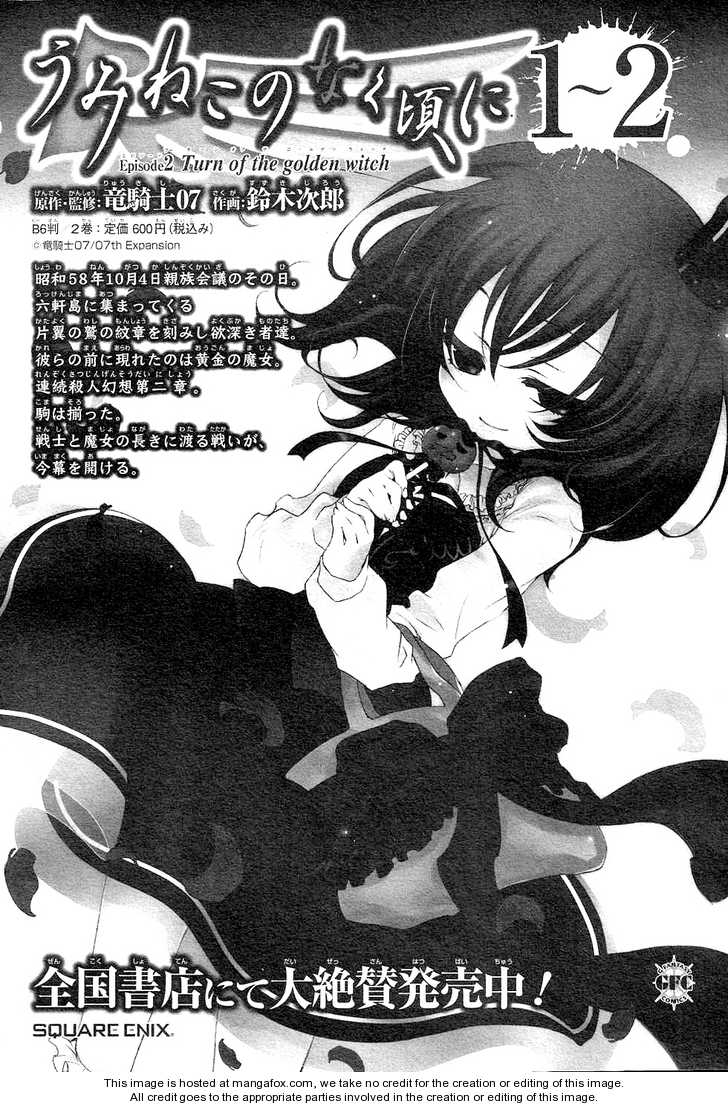 うみねこのなく頃に
1~2
Episode2 Turn of the golden witch
原作・監修：竜騎士07 作画：鈴木次郎
B6判／2巻：定価 600円（税込み）
©竜騎士07/07th Expansion
昭和58年10月4日親族会議のその日。
六軒島に集まってくる
片翼の鷲の紋章を刻みし欲深き者達。
彼らの前に現れたのは黄金の魔女。
連続殺人幻想第二章。
駒は揃った。
戦士と魔女の長きに渡る戦いが、
今幕を開ける。
全国書店にて大絶賛発売中！
SQUARE ENIX®
GFC
COMICS
This image is hosted at mangafox.com, we take no credit for the creation or editing of this image.
All credit goes to the appropriate parties involved in the creation or editing of this image.